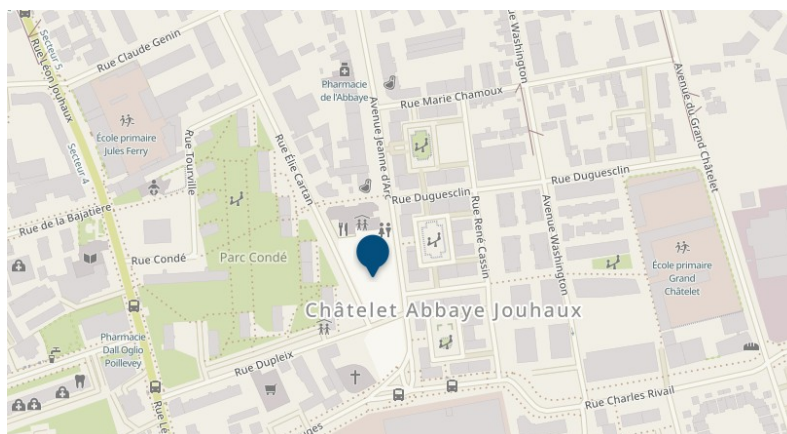 Secteur 5
Rue Léon Jouhaux
Rue Claude Genin
Avenue Washington
Pharmacie
de l'Abbaye
Rue Marie Chamoux
Avenue du Grand Châtelet
École primaire
Jules Ferry
Secteur 4
Rue Tourville
Rue Élie Cartan
Avenue Jeanne d'Arc
Rue Duguesclin
Rue Duguesclin
Rue René Cassin
Avenue Washington
Rue de la Bajatière
Rue Condé
Parc Condé
École primaire
Grand
Châtelet
Châtelet Abbaye Jouhaux
Pharmacie
Dall Oglio
Poillevey
Rue Dupleix
Rue Charles Rivail
Rue Lé
ges